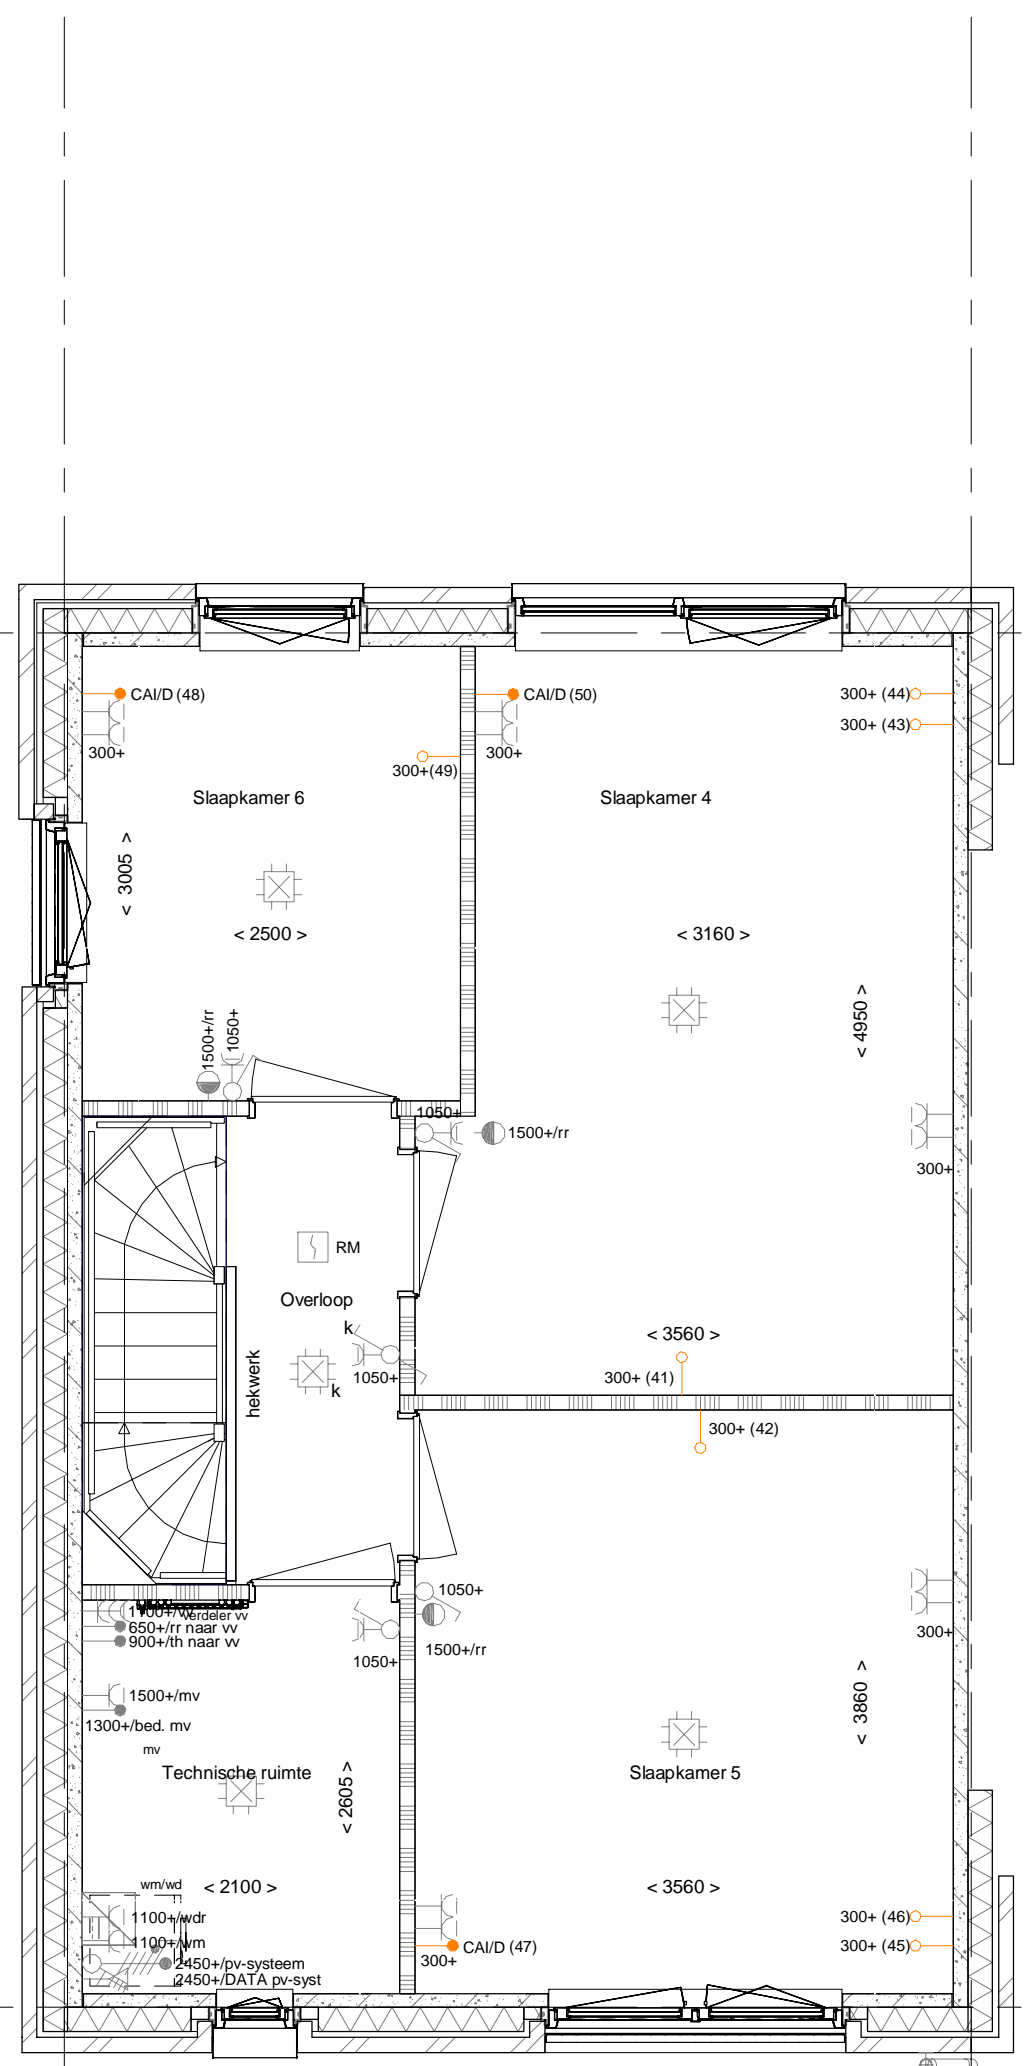 CAI/D (48)
300+
300+(49)
CAI/D (50)
300+
300+ (44)
300+ (43)
Slaapkamer 6
Slaapkamer 4
< 3005 >
< 2500 >
< 3160 >
< 4950 >
1500+/rr
1050+
1050+
1500+/rr
300+
RM
Overloop
k
1050+
k
hekwerk
< 3560 >
300+ (41)
300+ (42)
1050+
1500+/rr
300+
verdeler vv
650+/rr naar vv
900+/th naar vv
1050+
1500+/mv
1300+/bed. mv
mv
Technische ruimte
< 2605 >
Slaapkamer 5
< 3860 >
wm/wd
< 2100 >
< 3560 >
1100+/wdr
1100+/wm
2450+/pv-systeem
2450+/DATA pv-syst
300+
CAI/D (47)
300+ (46)
300+ (45)